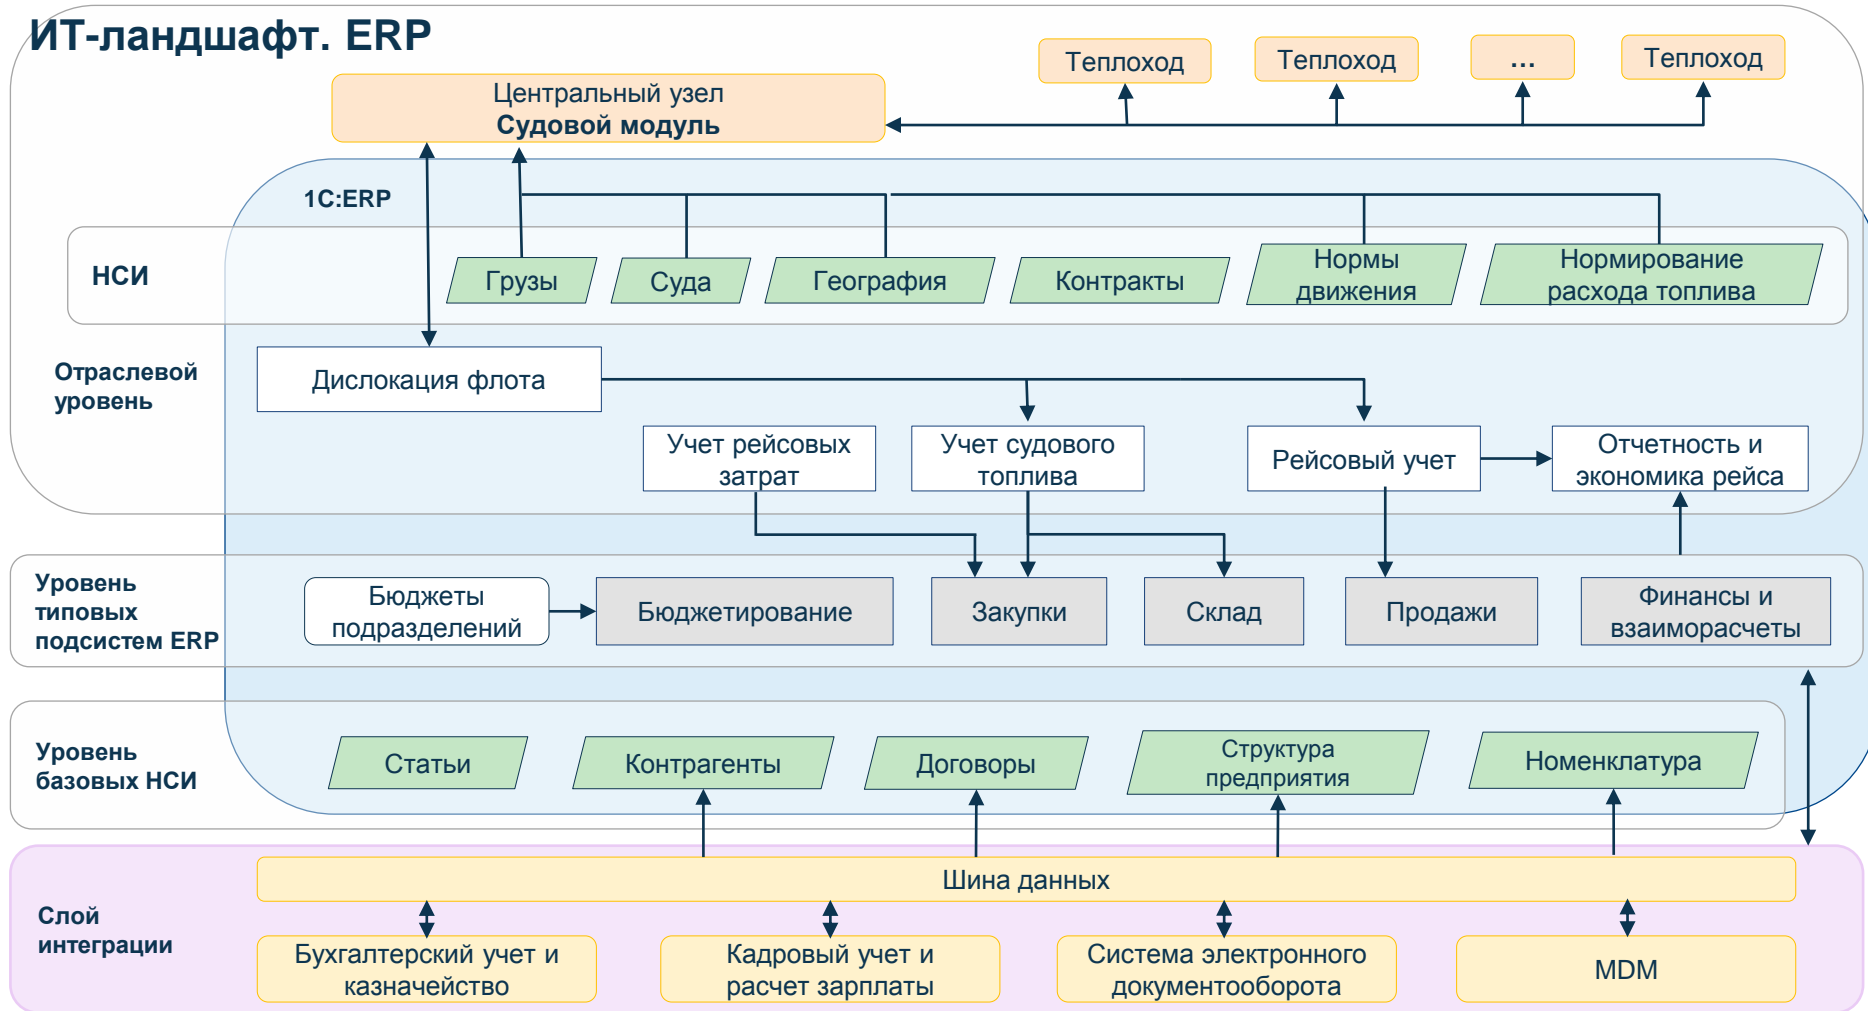 ИТ-ландшафт. ERP
Теплоход
Теплоход
...
Теплоход
Центральный узел
Судовой модуль
1С:ERP
НСИ
Грузы
Суда
География
Контракты
Нормы
движения
Нормирование
расхода топлива
Отраслевой
уровень
Дислокация флота
Учет рейсовых
затрат
Учет судового
топлива
Рейсовый учет
Отчетность и
экономика рейса
Уровень
типовых
подсистем ERP
Бюджеты
подразделений
Бюджетирование
Закупки
Склад
Продажи
Финансы и
взаиморасчеты
Уровень
базовых НСИ
Статьи
Контрагенты
Договоры
Структура
предприятия
Номенклатура
Слой
интеграции
Шина данных
Бухгалтерский учет и
казначейство
Кадровый учет и
расчет зарплаты
Система электронного
документооборота
MDM